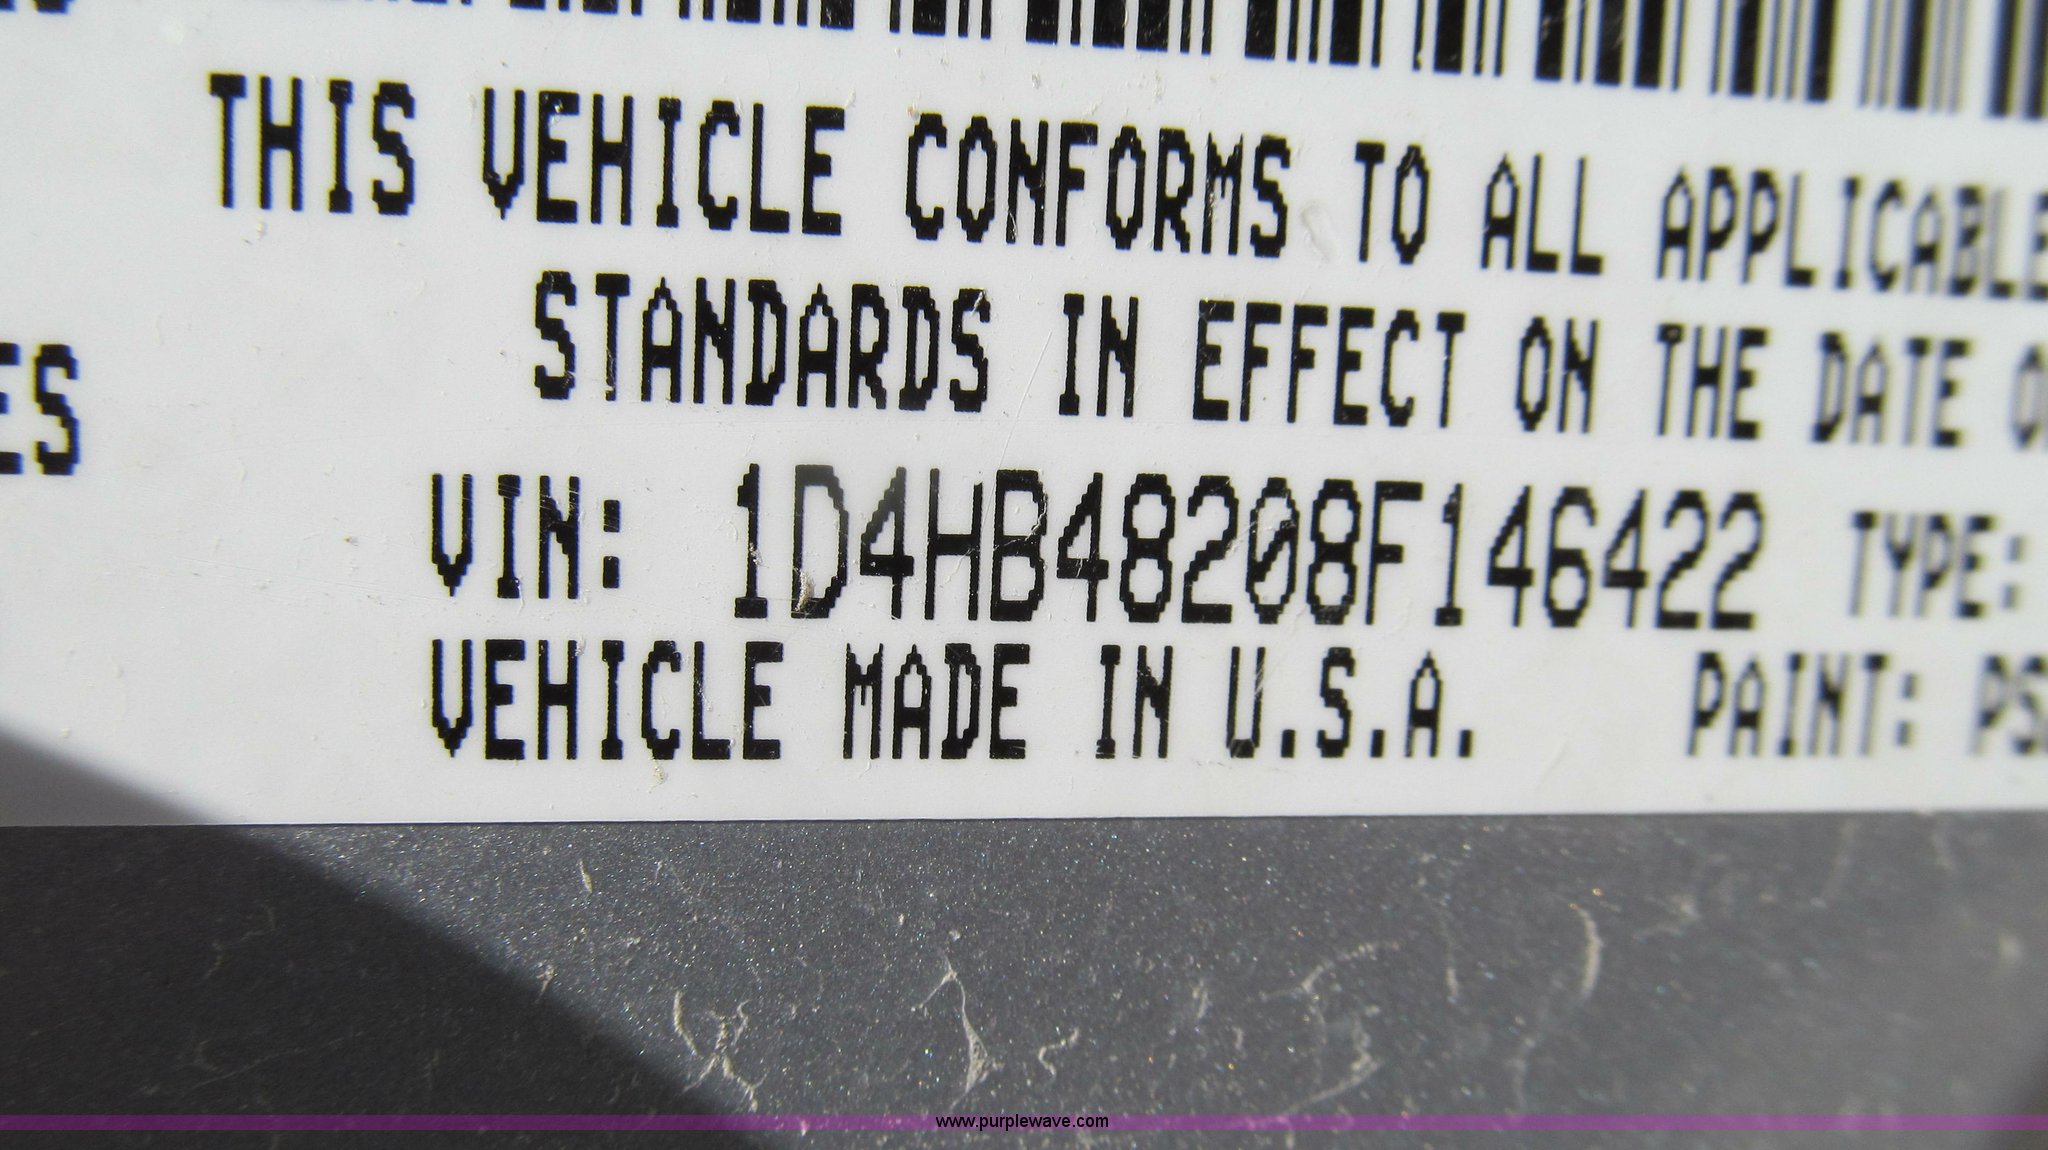 THIS VEHICLE CONFORMS TO ALL APPLICABLE
STANDARDS IN EFFECT ON THE DATE
ES
VIN: 1D4HB48208F146422 TYPE:
VEHICLE MADE IN U.S.A. PAINT: PS
www.purplewave.com